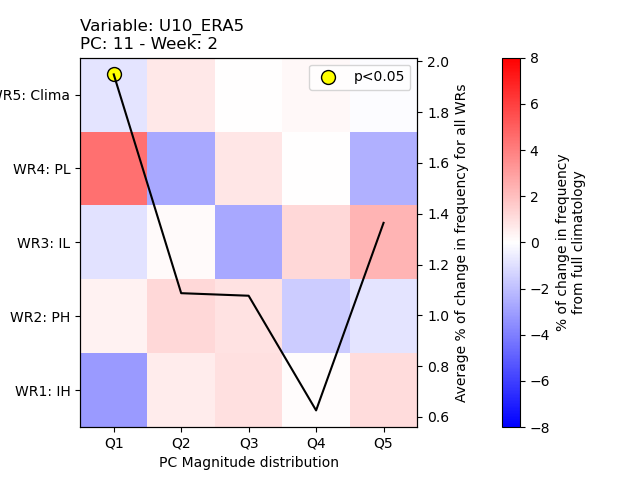 Variable: U10_ERA5
PC: 11 - Week: 2
p<0.05
WR5: Clima
WR4: PL
WR3: IL
WR2: PH
WR1: IH
Q1 Q2 Q3 Q4 Q5
PC Magnitude distribution
2.0
1.8
1.6
1.4
1.2
1.0
0.8
0.6
Average % of change in frequency for all WRs
8
6
4
2
0
−2
−4
−6
−8
% of change in frequency
from full climatology